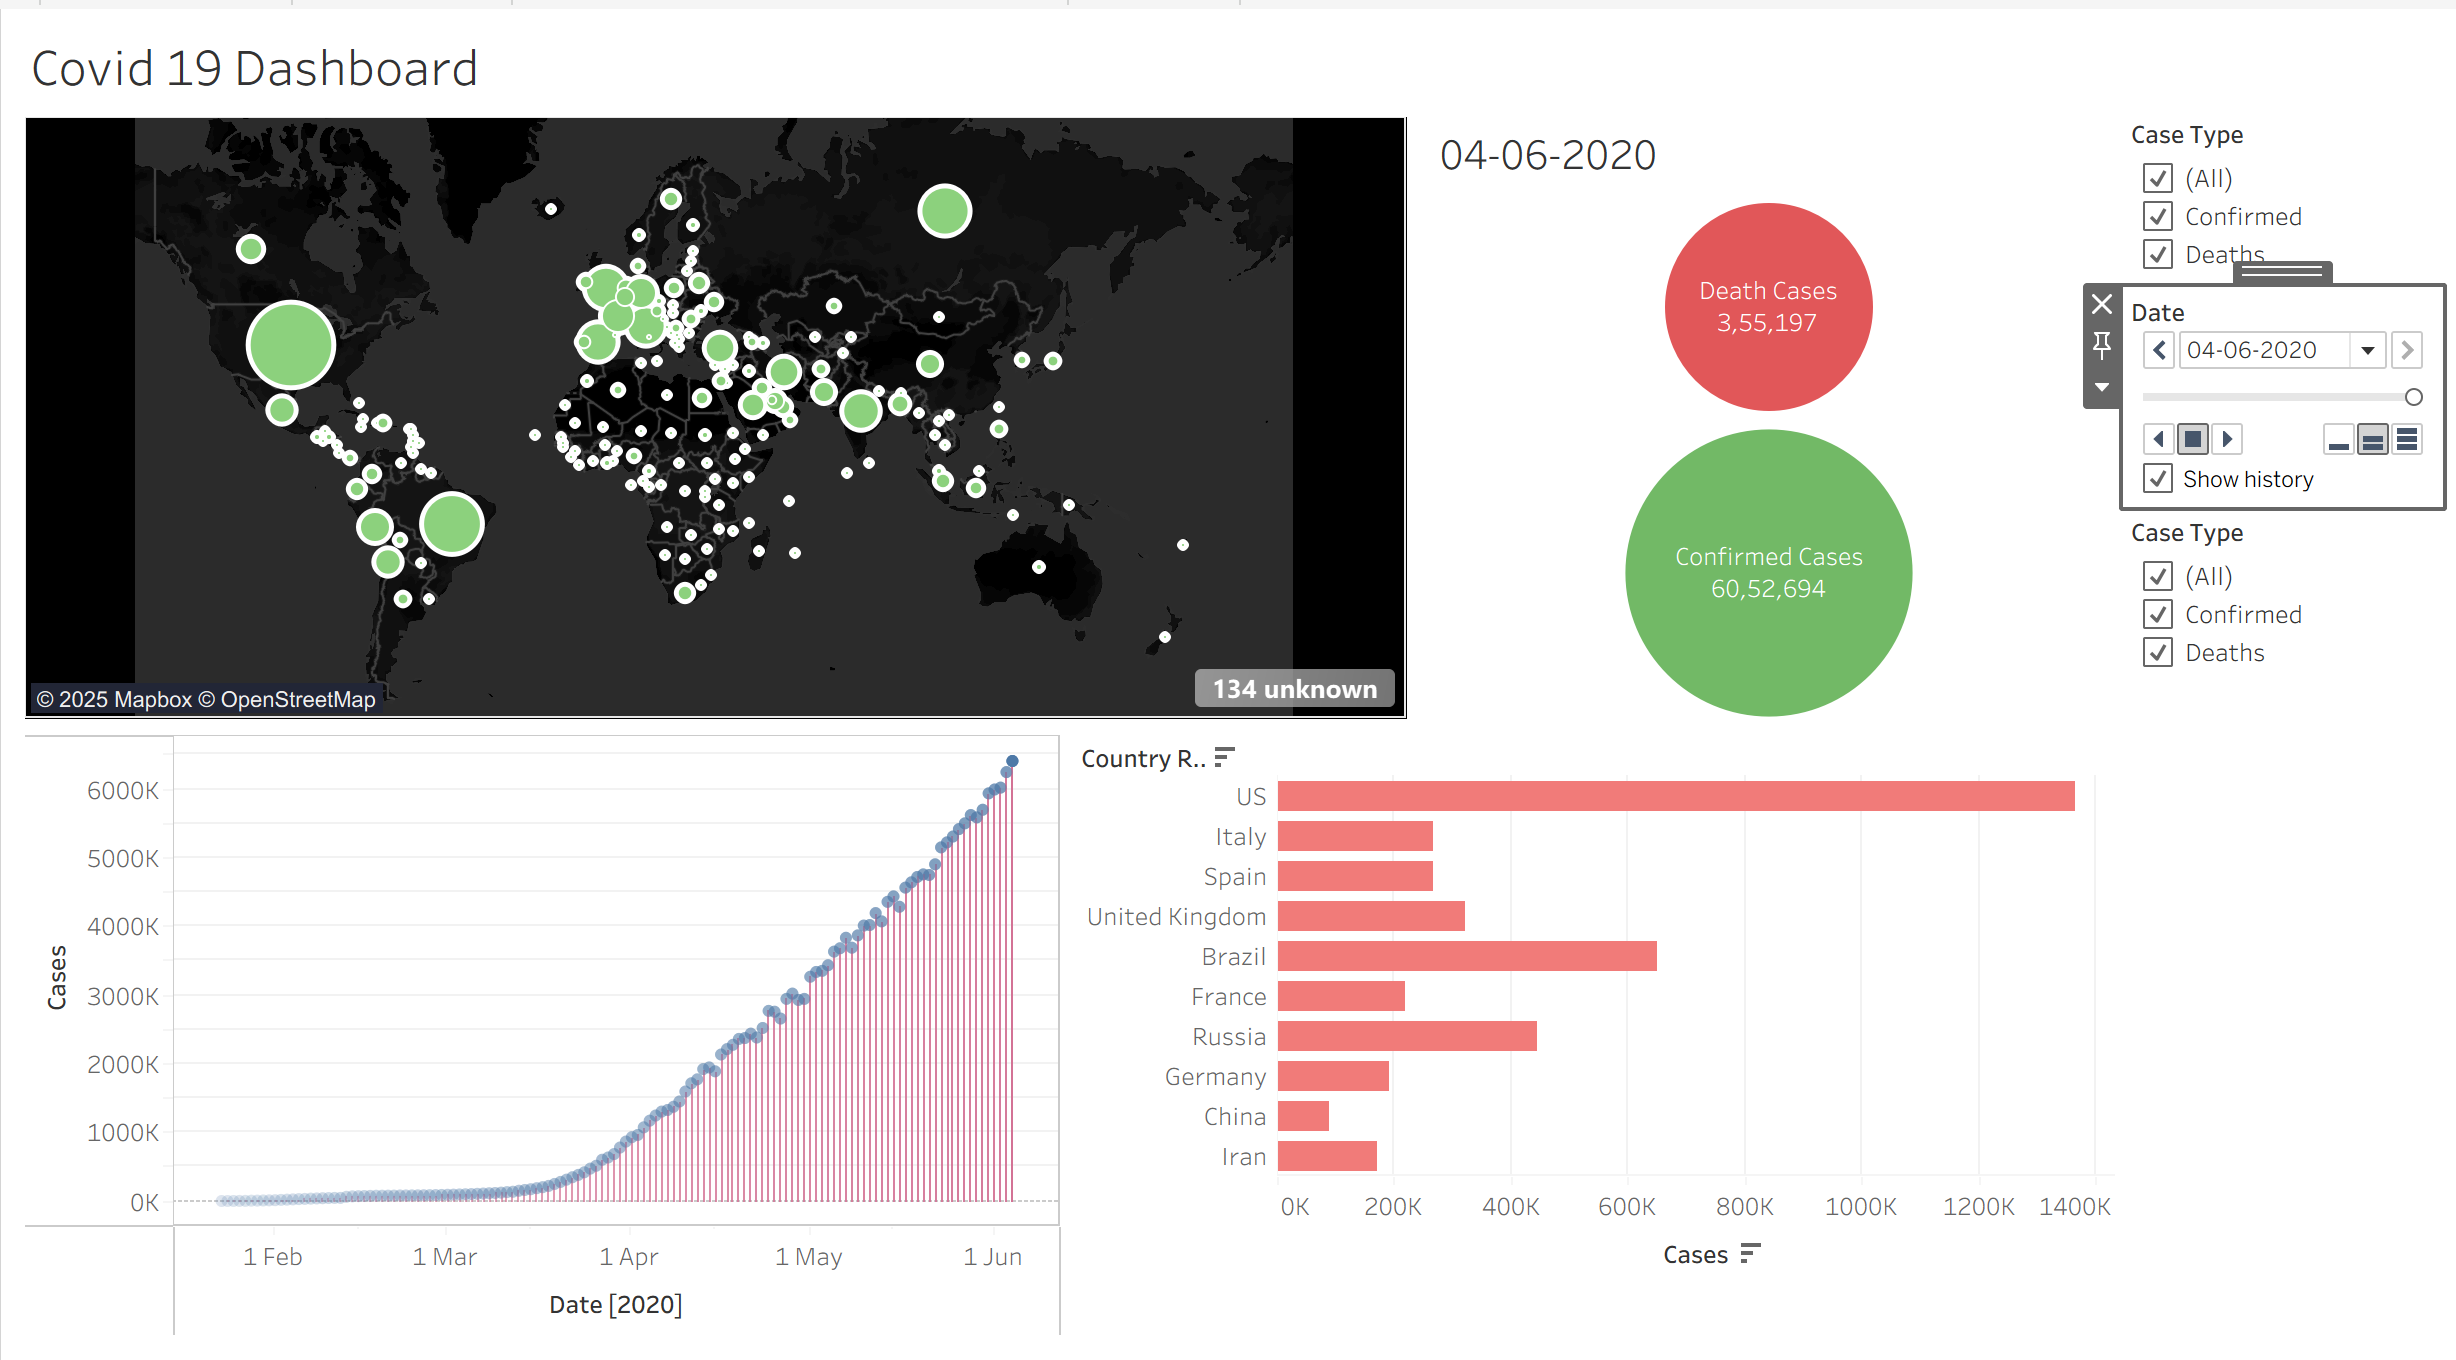 Covid 19 Dashboard
© 2025 Mapbox © OpenStreetMap
134 unknown
04-06-2020
Death Cases
3,55,197
Confirmed Cases
60,52,694
Case Type
(All)
Confirmed
Deaths
Date
04-06-2020
Show history
Case Type
(All)
Confirmed
Deaths
Cases
6000K
5000K
4000K
3000K
2000K
1000K
0K
1 Feb
1 Mar
1 Apr
1 May
1 Jun
Date [2020]
Country R..
US
Italy
Spain
United Kingdom
Brazil
France
Russia
Germany
China
Iran
0K
200K
400K
600K
800K
1000K
1200K
1400K
Cases